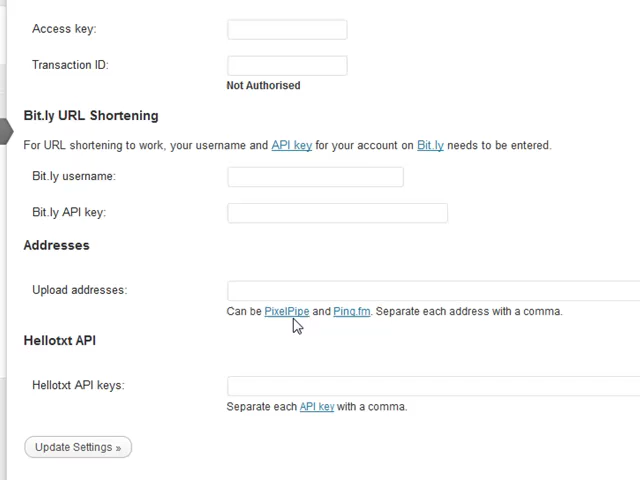 Access key:
Transaction ID:
Not Authorised
Bit.ly URL Shortening
For URL shortening to work, your username and API key for your account on Bit.ly needs to be entered.
Bit.ly username:
Bit.ly API key:
Addresses
Upload addresses:
Can be PixelPipe and Ping.fm. Separate each address with a comma.
Hellotxt API
Hellotxt API keys:
Separate each API key with a comma.
Update Settings »